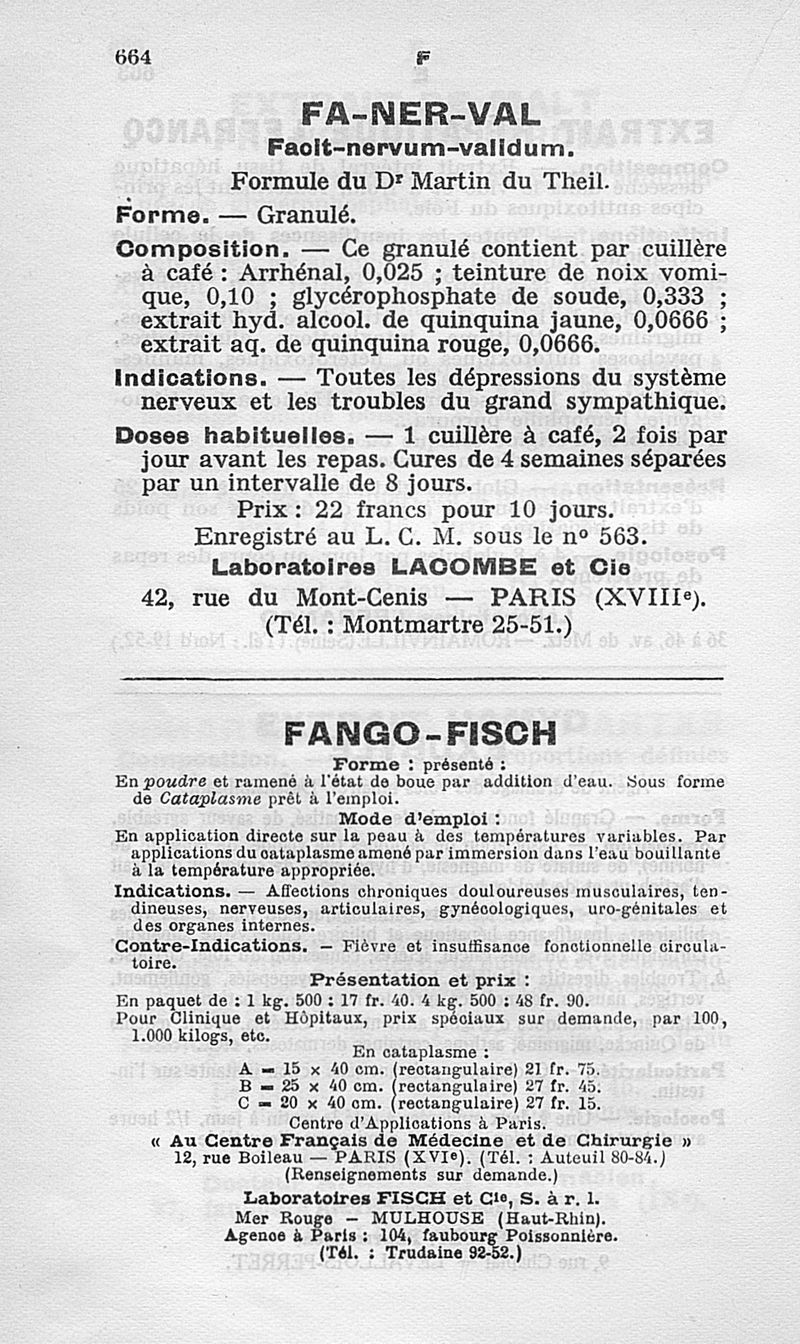 664
F
FA-NER-VAL
Facit-nervum-validum.
Formule du Dr Martin du Theil.
Forme. — Granulé.
Composition. — Ce granulé contient par cuillère
à café : Arrhénal, 0,025 ; teinture de noix vomi-
que, 0,10 ; glycérophosphate de soude, 0,333 ;
extrait hyd. alcool. de quinquina jaune, 0,0666 ;
extrait aq. de quinquina rouge, 0,0666.
Indications. — Toutes les dépressions du système
nerveux et les troubles du grand sympathique.
Doses habituelles. — 1 cuillère à café, 2 fois par
jour avant les repas. Cures de 4 semaines séparées
par un intervalle de 8 jours.
Prix : 22 francs pour 10 jours.
Enregistré au L. C. M. sous le no 563.
Laboratoires LACOMBE et Cie
42, rue du Mont-Cenis — PARIS (XVIIIe).
(Tél. : Montmartre 25-51.)
FANGO-FISCH
Forme : présenté :
En poudre et ramené à l'état de boue par addition d'eau. Sous forme
de Cataplasme prêt à l'emploi.
Mode d'emploi :
En application directe sur la peau à des températures variables. Par
applications du cataplasme amené par immersion dans l'eau bouillante
à la température appropriée.
Indications. — Affections chroniques douloureuses musculaires, ten-
dineuses, nerveuses, articulaires, gynécologiques, uro-génitales et
des organes internes.
Contre-Indications. — Fièvre et insuffisance fonctionnelle circula-
toire.
Présentation et prix :
En paquet de : 1 kg. 500 : 17 fr. 40. 4 kg. 500 : 48 fr. 90.
Pour Clinique et Hôpitaux, prix spéciaux sur demande, par 100,
1.000 kilogs, etc.
En cataplasme :
A = 15 x 40 cm. (rectangulaire) 21 fr. 75.
B = 25 x 40 cm. (rectangulaire) 27 fr. 45.
C = 20 x 40 cm. (rectangulaire) 27 fr. 15.
Centre d'Applications à Paris.
« Au Centre Français de Médecine et de Chirurgie »
12, rue Boileau — PARIS (XVIe). (Tél. : Auteuil 80-84.)
(Renseignements sur demande.)
Laboratoires FISCH et Cie, S. à r. l.
Mer Rouge — MULHOUSE (Haut-Rhin).
Agence à Paris : 104, faubourg Poissonnière.
(Tél. : Trudaine 92-52.)